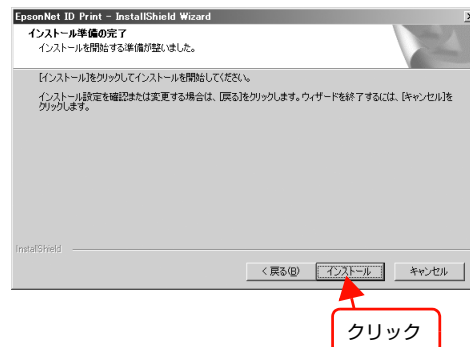 EpsonNet ID Print - InstallShield Wizard
インストール準備の完了
インストールを開始する準備が整いました。
[インストール]をクリックしてインストールを開始してください。
インストール設定を確認または変更する場合は、[戻る]をクリックします。ウィザードを終了するには、[キャンセル]を
クリックします。
InstallShield
< 戻る(B) インストール キャンセル
クリック